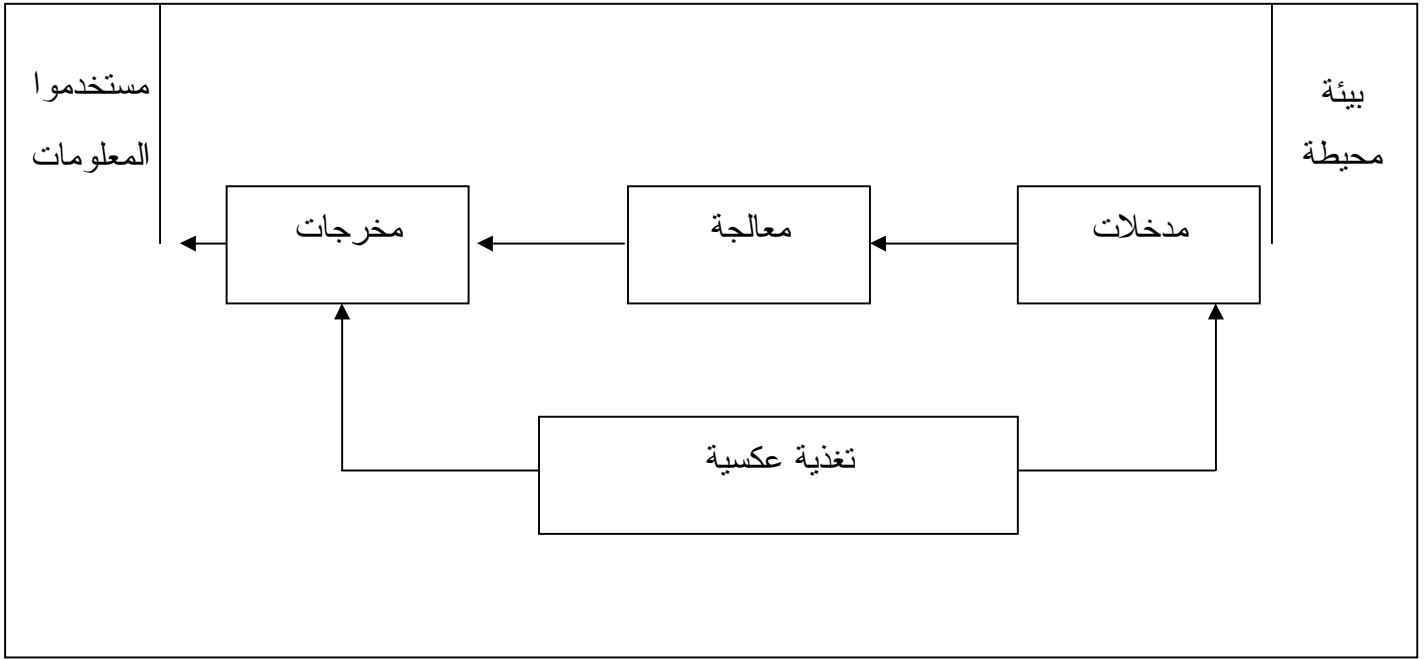 بيئة
محيطة
مستخدموا
المعلومات
مدخلات
معالجة
مخرجات
تغذية عكسية